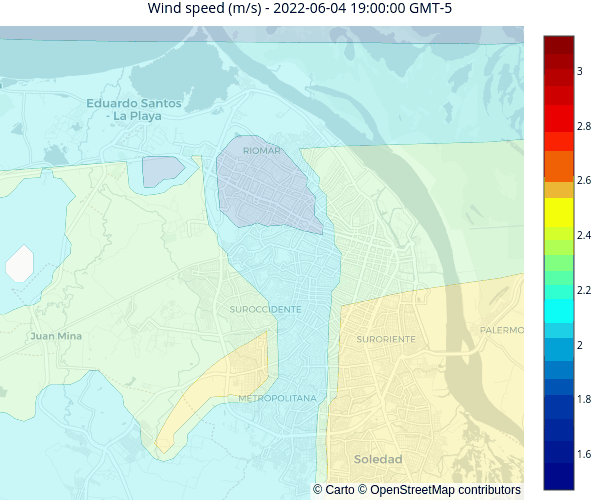 Wind speed (m/s) - 2022-06-04 19:00:00 GMT-5
3
2.8
2.6
2.4
2.2
2
1.8
1.6
Eduardo Santos
- La Playa
RIOMAR
SUROCCIDENTE
Juan Mina
SURORIENTE
PALERMO
METROPOLITANA
Soledad
© Carto © OpenStreetMap contributors